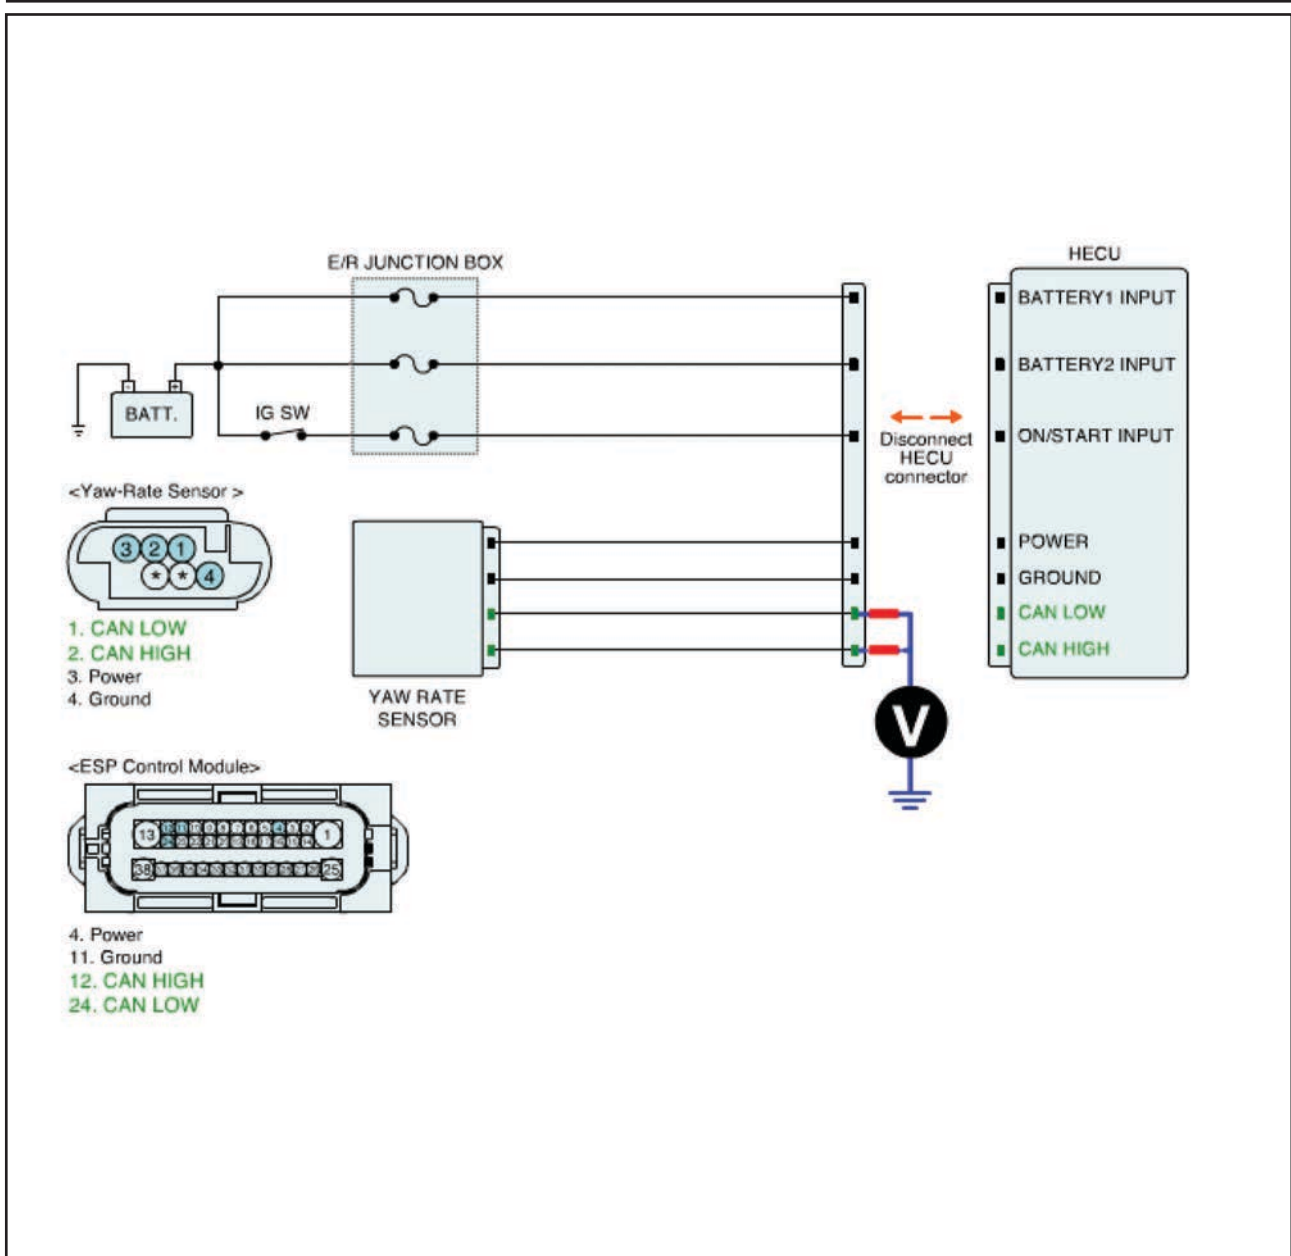 HECU
E/R JUNCTION BOX
BATTERY1 INPUT
BATTERY2 INPUT
- +
BATT.
IG SW
Disconnect
HECU
connector
ON/START INPUT
<Yaw-Rate Sensor >
3 2 1
* * 4
1. CAN LOW
2. CAN HIGH
3. Power
4. Ground
YAW RATE
SENSOR
POWER
GROUND
CAN LOW
CAN HIGH
V
<ESP Control Module>
13 1
38 25
4. Power
11. Ground
12. CAN HIGH
24. CAN LOW